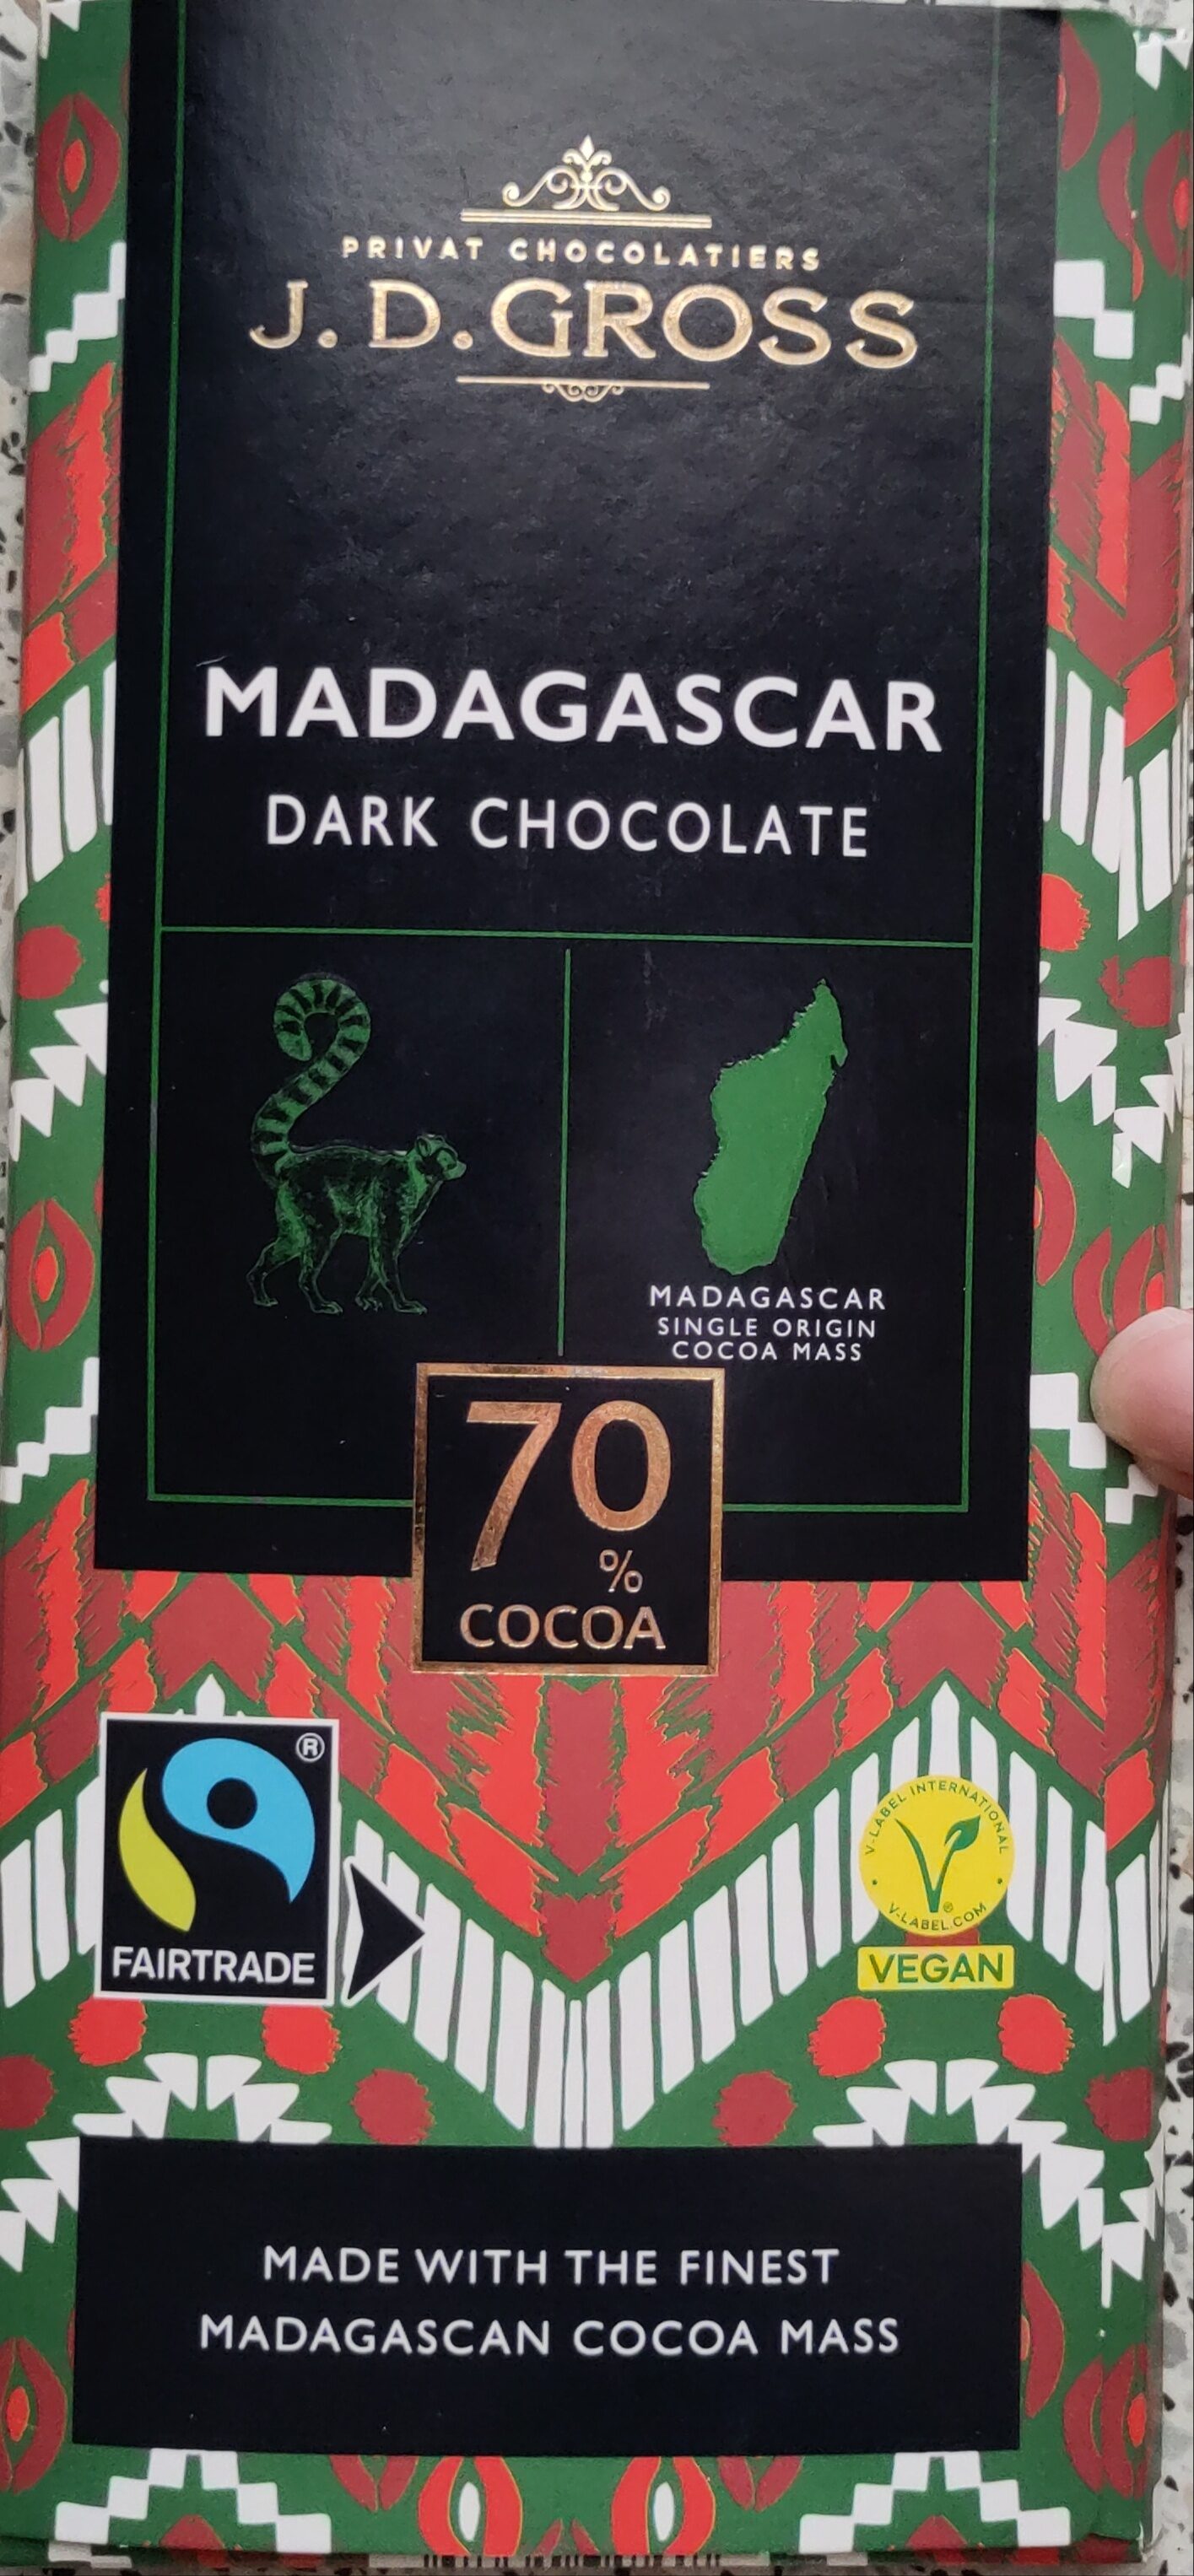 PRIVAT CHOCOLATIERS
J. D. GROSS
MADAGASCAR
DARK CHOCOLATE
MADAGASCAR
SINGLE ORIGIN
COCOA MASS
70
%
COCOA
®
FAIRTRADE
V-LABEL INTERNATIONAL
®
V-LABEL.COM
VEGAN
MADE WITH THE FINEST
MADAGASCAN COCOA MASS